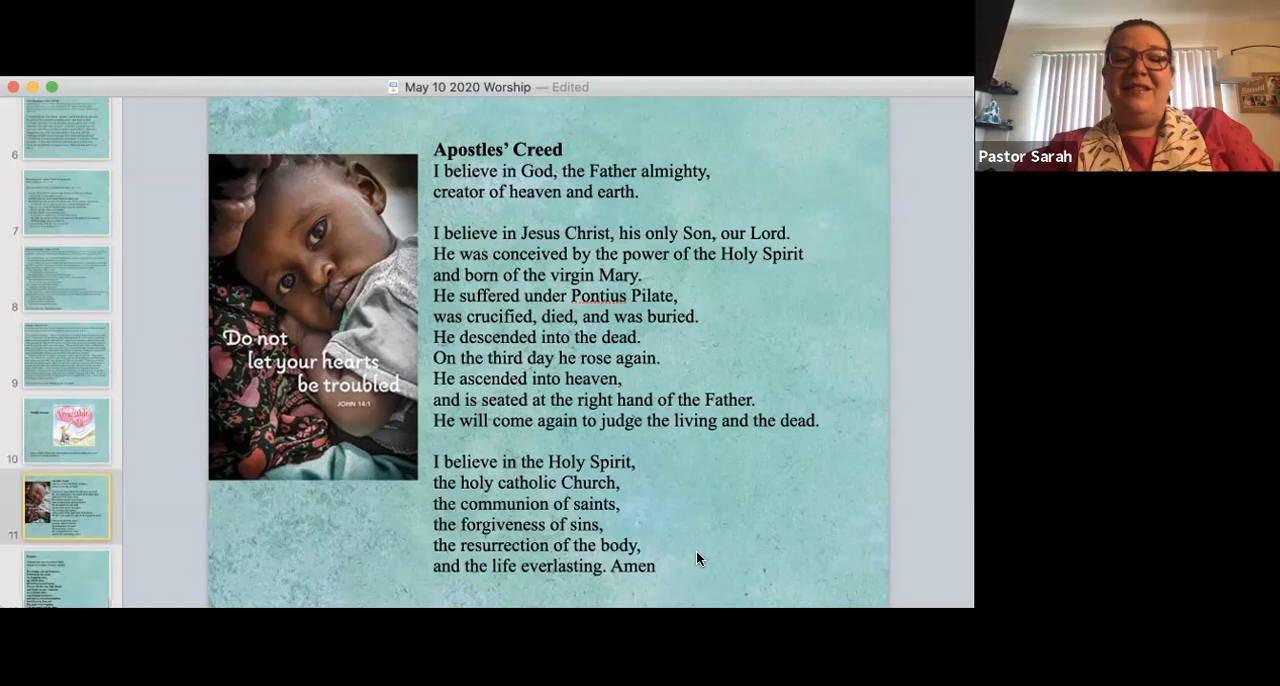 May 10 2020 Worship — Edited
Pastor Sarah
6
7
8
9
10
11
Do not
let your hearts
be troubled
JOHN 14:1
Apostles’ Creed
I believe in God, the Father almighty,
creator of heaven and earth.
I believe in Jesus Christ, his only Son, our Lord.
He was conceived by the power of the Holy Spirit
and born of the virgin Mary.
He suffered under Pontius Pilate,
was crucified, died, and was buried.
He descended into the dead.
On the third day he rose again.
He ascended into heaven,
and is seated at the right hand of the Father.
He will come again to judge the living and the dead.
I believe in the Holy Spirit,
the holy catholic Church,
the communion of saints,
the forgiveness of sins,
the resurrection of the body,
and the life everlasting. Amen